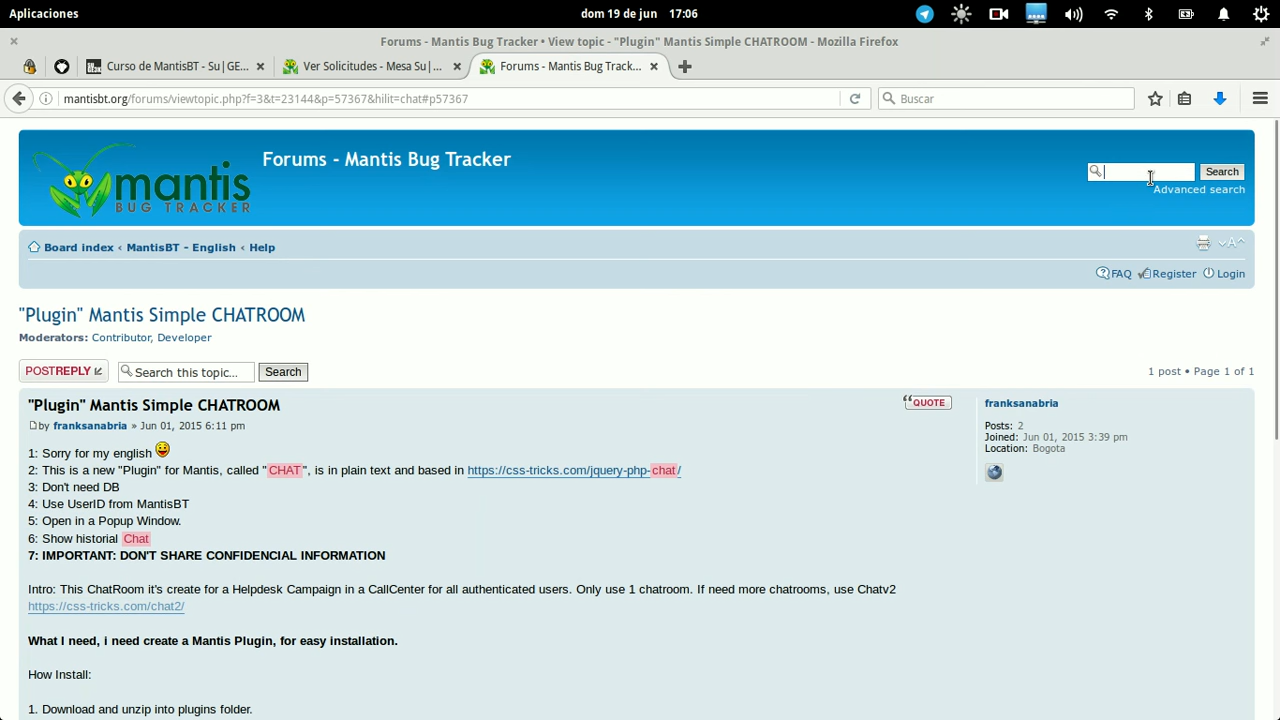 Aplicaciones
dom 19 de jun 17:06
Forums - Mantis Bug Tracker • View topic - "Plugin" Mantis Simple CHATROOM - Mozilla Firefox
Curso de MantisBT - Su|GE...
Ver Solicitudes - Mesa Su|...
Forums - Mantis Bug Track...
mantisbt.org/forums/viewtopic.php?f=3&t=23144&p=57367&hilit=chat#p57367
Buscar
mantis
BUG TRACKER
Forums - Mantis Bug Tracker
Search
Advanced search
Board index ‹ MantisBT - English ‹ Help
FAQ Register Login
"Plugin" Mantis Simple CHATROOM
Moderators: Contributor, Developer
POSTREPLY
Search this topic...
Search
1 post • Page 1 of 1
"Plugin" Mantis Simple CHATROOM
QUOTE
by franksanabria » Jun 01, 2015 6:11 pm
franksanabria
Posts: 2
Joined: Jun 01, 2015 3:39 pm
Location: Bogota
1: Sorry for my english
2: This is a new "Plugin" for Mantis, called "CHAT", is in plain text and based in https://css-tricks.com/jquery-php-chat/
3: Don't need DB
4: Use UserID from MantisBT
5: Open in a Popup Window.
6: Show historial Chat
7: IMPORTANT: DON'T SHARE CONFIDENCIAL INFORMATION
Intro: This ChatRoom it's create for a Helpdesk Campaign in a CallCenter for all authenticated users. Only use 1 chatroom. If need more chatrooms, use Chatv2
https://css-tricks.com/chat2/
What I need, i need create a Mantis Plugin, for easy installation.
How Install:
1. Download and unzip into plugins folder.